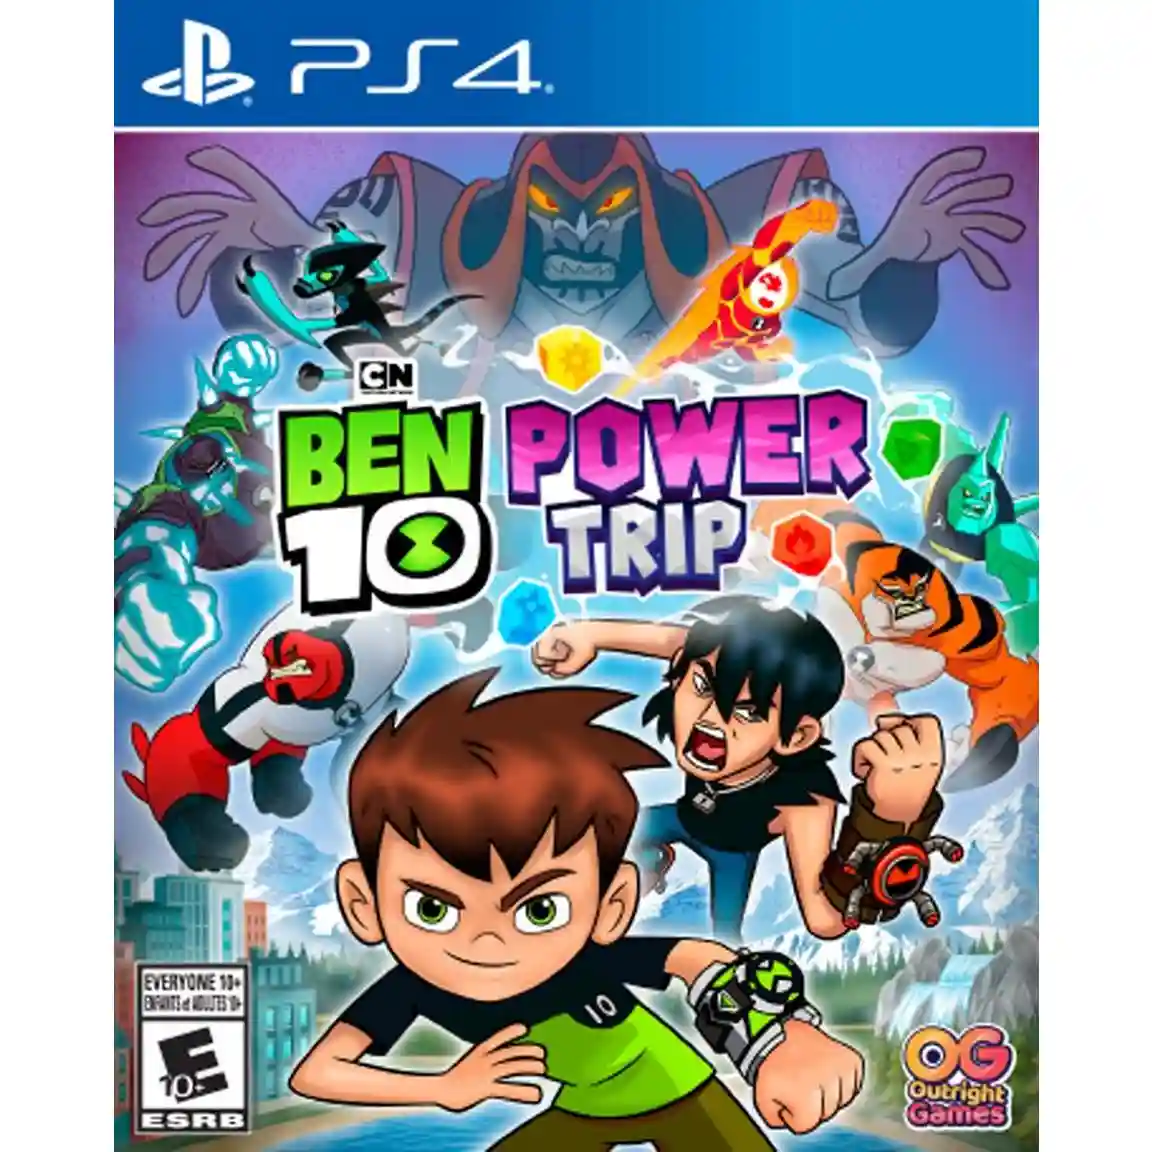 PS4
CN
BEN POWER
10 TRIP
10
EVERYONE 10+
ENFANTS et ADULTES 10+
E
10+
ESRB
OG
Outright
Games